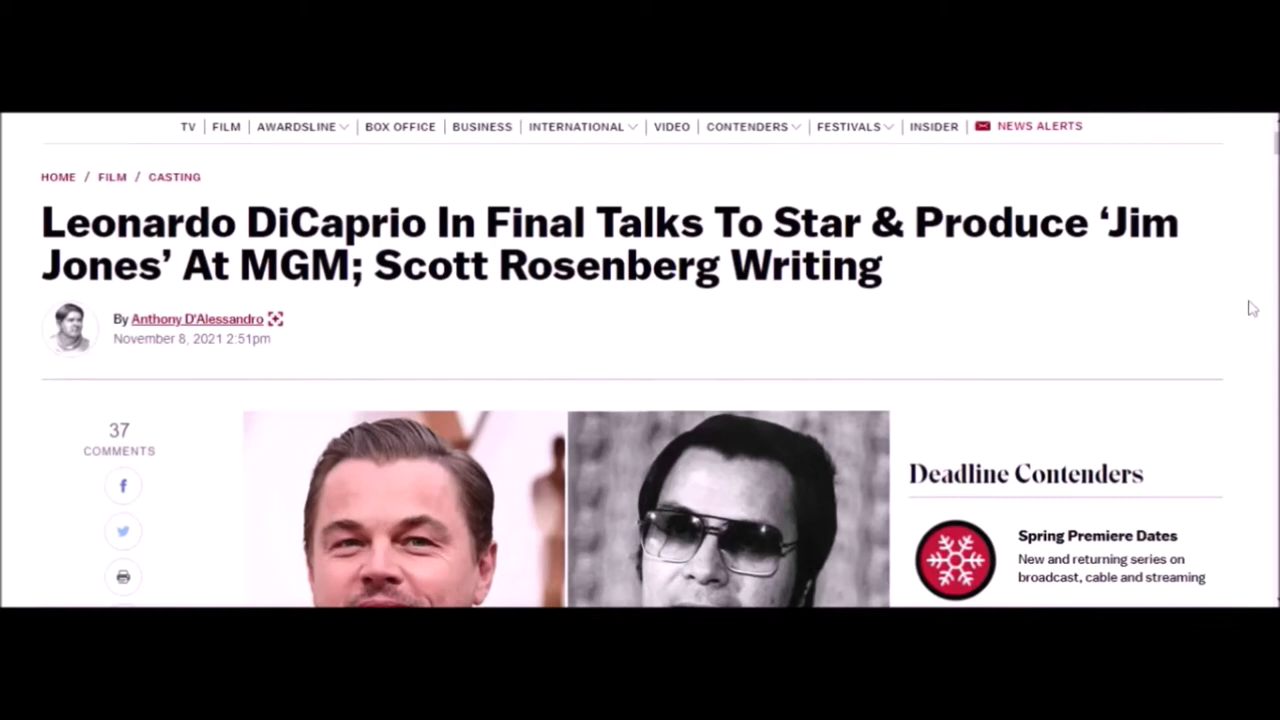 TV FILM AWARDSLINE BOX OFFICE BUSINESS INTERNATIONAL VIDEO CONTENDERS FESTIVALS INSIDER NEWS ALERTS
HOME / FILM / CASTING
Leonardo DiCaprio In Final Talks To Star & Produce ‘Jim
Jones’ At MGM; Scott Rosenberg Writing
By Anthony D'Alessandro
November 8, 2021 2:51pm
37
COMMENTS
Deadline Contenders
Spring Premiere Dates
New and returning series on
broadcast, cable and streaming